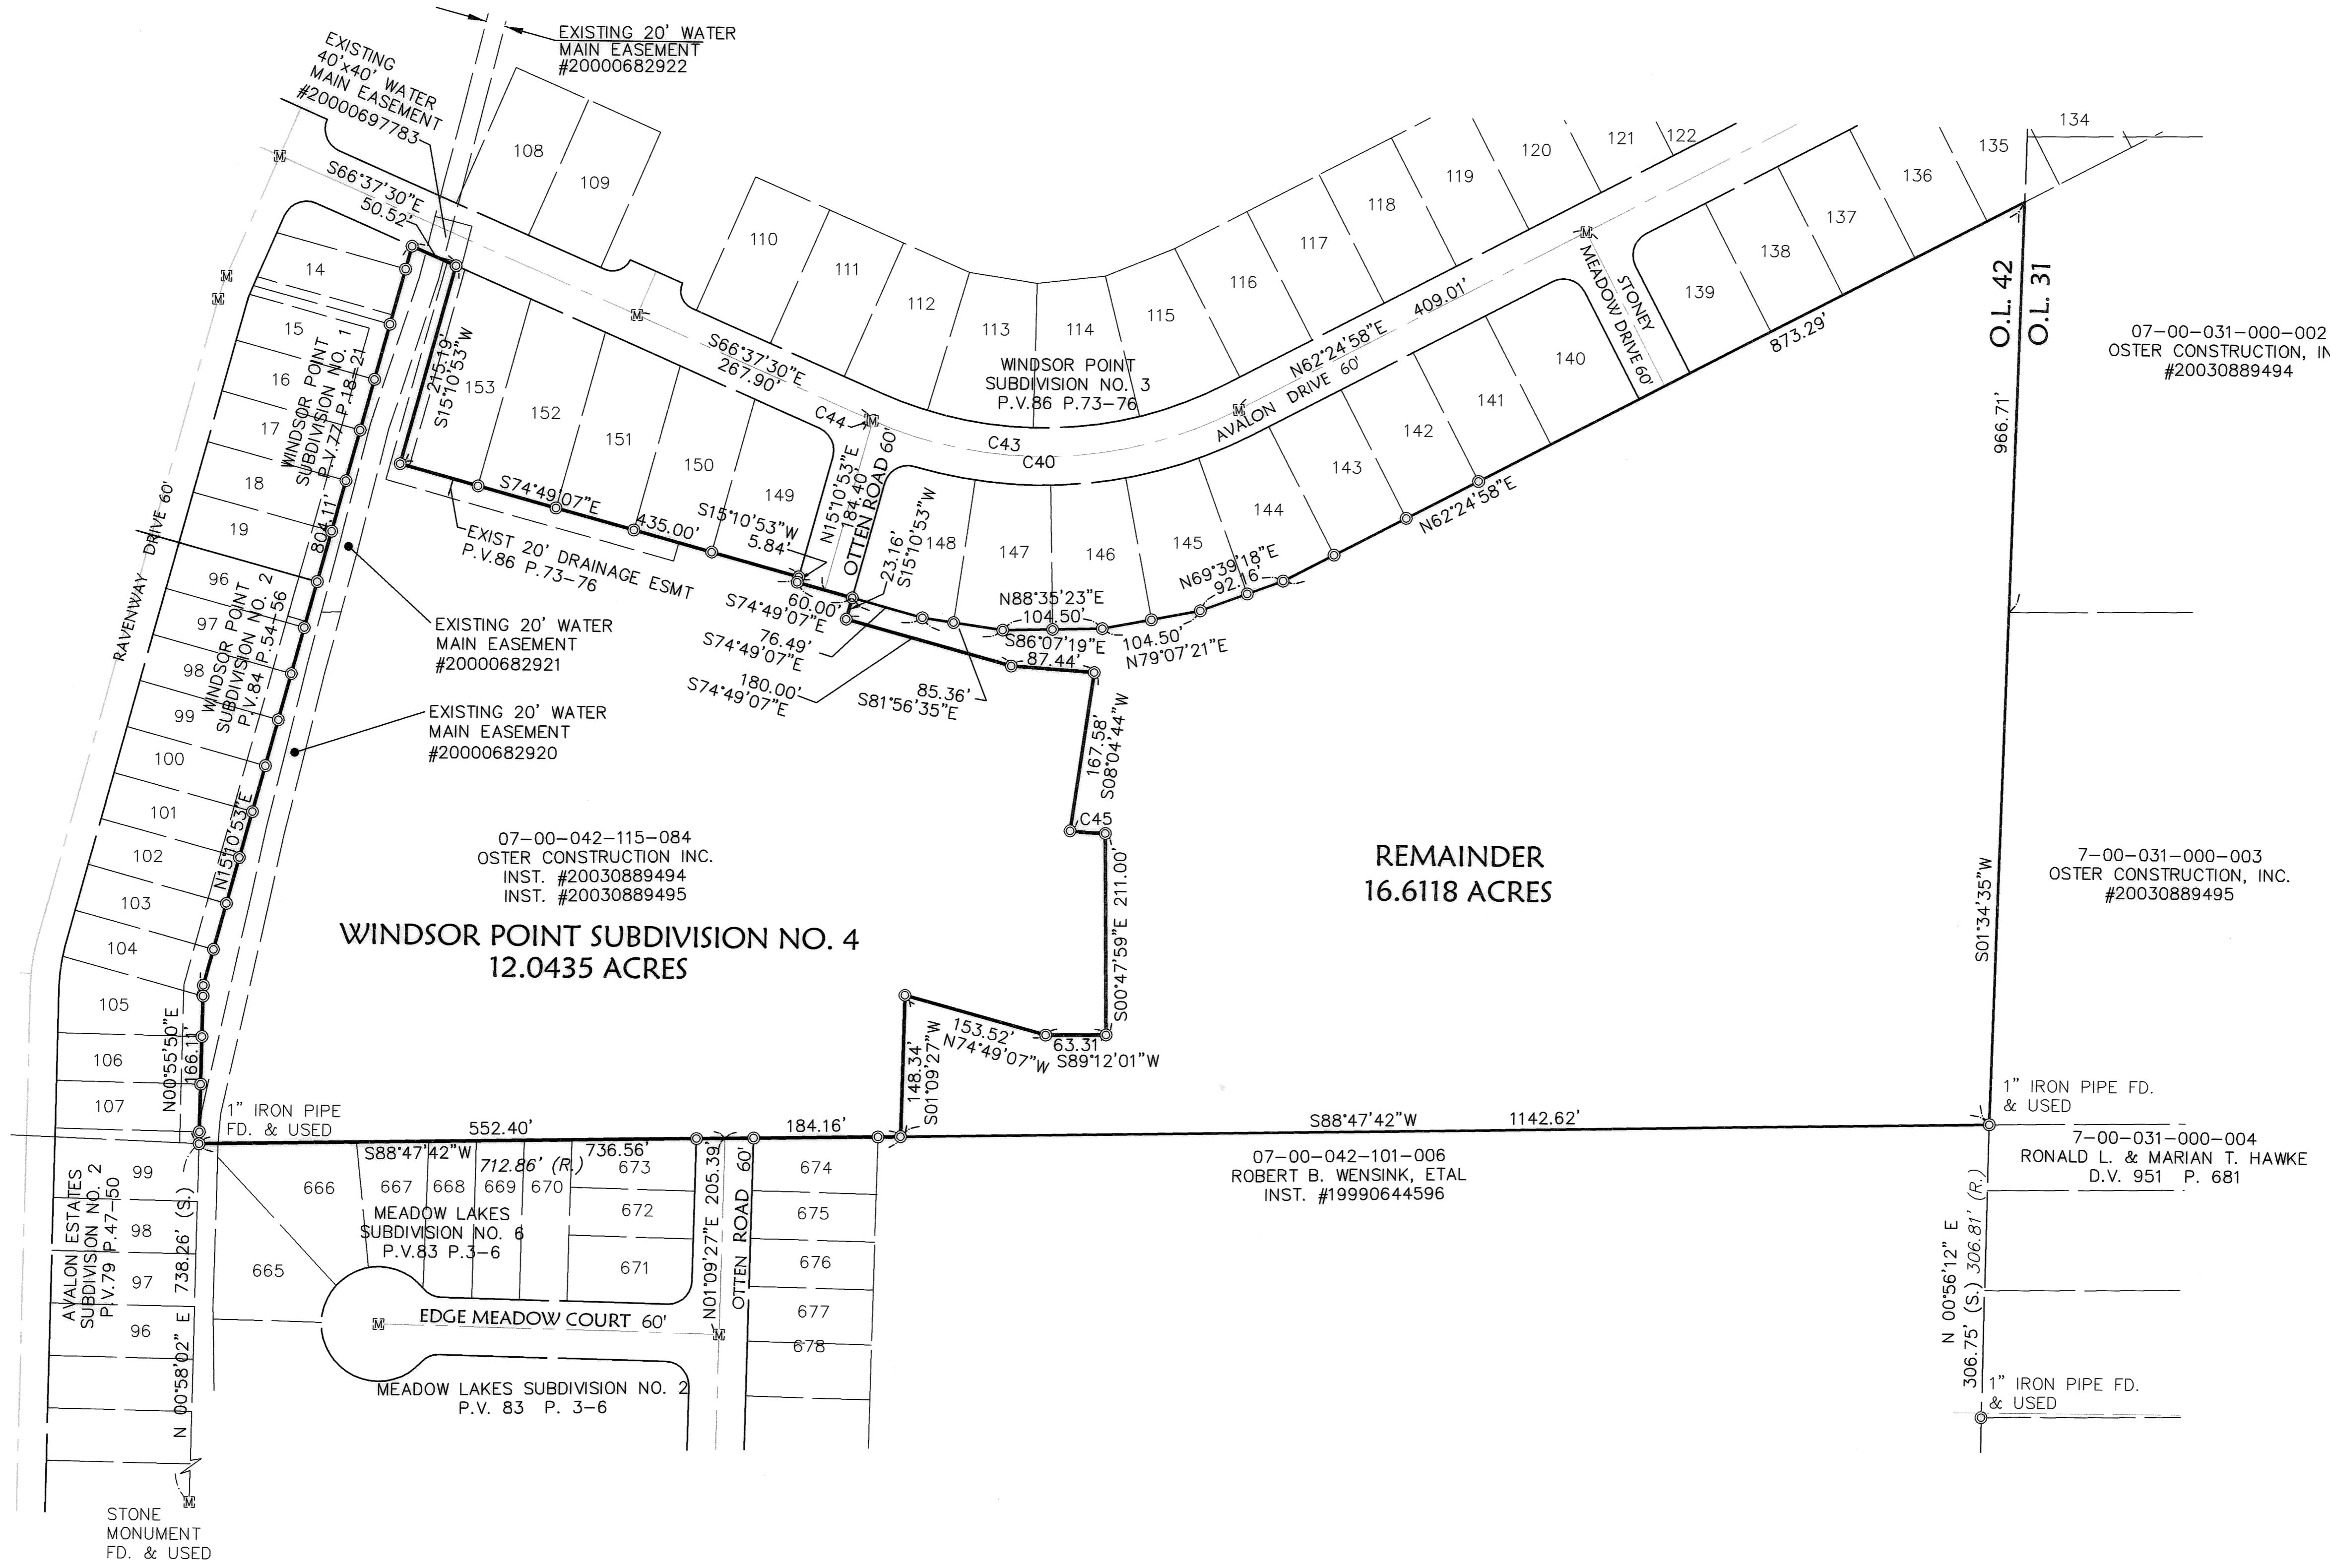 EXISTING 20' WATER
MAIN EASEMENT
#20000682922
EXISTING
40'x40' WATER
MAIN EASEMENT
#20000697783
S66°37'30"E
50.52'
108
109
110
111
112
113
114
115
116
117
118
119
120
121
122
134
135
136
137
138
139
140
141
142
143
144
145
146
147
148
149
150
151
152
153
S66°37'30"E
267.90'
C44
C43
C40
WINDSOR POINT
SUBDIVISION NO. 3
P.V.86 P.73-76
N62°24'58"E 409.01'
AVALON DRIVE 60'
STONEY
MEADOW DRIVE 60'
873.29'
N62°24'58"E
O.L. 42
O.L. 31
966.71'
S01°34'35"W
07-00-031-000-002
OSTER CONSTRUCTION, IN
#20030889494
7-00-031-000-003
OSTER CONSTRUCTION, INC.
#20030889495
14
15
16
17
18
19
96
97
98
99
100
101
102
103
104
105
106
107
WINDSOR POINT
SUBDIVISION NO. 1
P.V.77 P.18-21
WINDSOR POINT
SUBDIVISION NO. 2
P.V.84 P.54-56
RAVENWAY DRIVE 60'
804.11'
N15°10'53"E
215.19'
S15°10'53"W
S74°49'07"E
435.00'
EXIST 20' DRAINAGE ESMT
P.V.86 P.73-76
S15°10'53"W
5.84'
N15°10'53"E
184.40'
OTTEN ROAD 60'
23.16'
S15°10'53"W
60.00'
S74°49'07"E
76.49'
S74°49'07"E
180.00'
S74°49'07"E
85.36'
S81°56'35"E
N88°35'23"E
104.50'
S86°07'19"E
87.44'
104.50'
N79°07'21"E
N69°39'18"E
92.16'
EXISTING 20' WATER
MAIN EASEMENT
#20000682921
EXISTING 20' WATER
MAIN EASEMENT
#20000682920
167.58'
S08°04'44"W
C45
S00°47'59"E 211.00'
63.31
S89°12'01"W
153.52'
N74°49'07"W
148.34'
S01°09'27"W
07-00-042-115-084
OSTER CONSTRUCTION INC.
INST. #20030889494
INST. #20030889495
WINDSOR POINT SUBDIVISION NO. 4
12.0435 ACRES
REMAINDER
16.6118 ACRES
N00°55'50"E
166.11'
1" IRON PIPE
FD. & USED
552.40'
S88°47'42"W
736.56'
712.86' (R.)
184.16'
S88°47'42"W 1142.62'
07-00-042-101-006
ROBERT B. WENSINK, ETAL
INST. #19990644596
1" IRON PIPE FD.
& USED
7-00-031-000-004
RONALD L. & MARIAN T. HAWKE
D.V. 951 P. 681
N 00°56'12" E
306.75' (S.) 306.81' (R.)
1" IRON PIPE FD.
& USED
99
98
97
96
AVALON ESTATES
SUBDIVISION NO. 2
P.V.79 P.47-50
N 00°58'02" E 738.26' (S.)
STONE
MONUMENT
FD. & USED
665
666
667
668
669
670
671
672
673
674
675
676
677
678
MEADOW LAKES
SUBDIVISION NO. 6
P.V.83 P.3-6
N01°09'27"E 205.39'
OTTEN ROAD 60'
EDGE MEADOW COURT 60'
MEADOW LAKES SUBDIVISION NO. 2
P.V. 83 P. 3-6